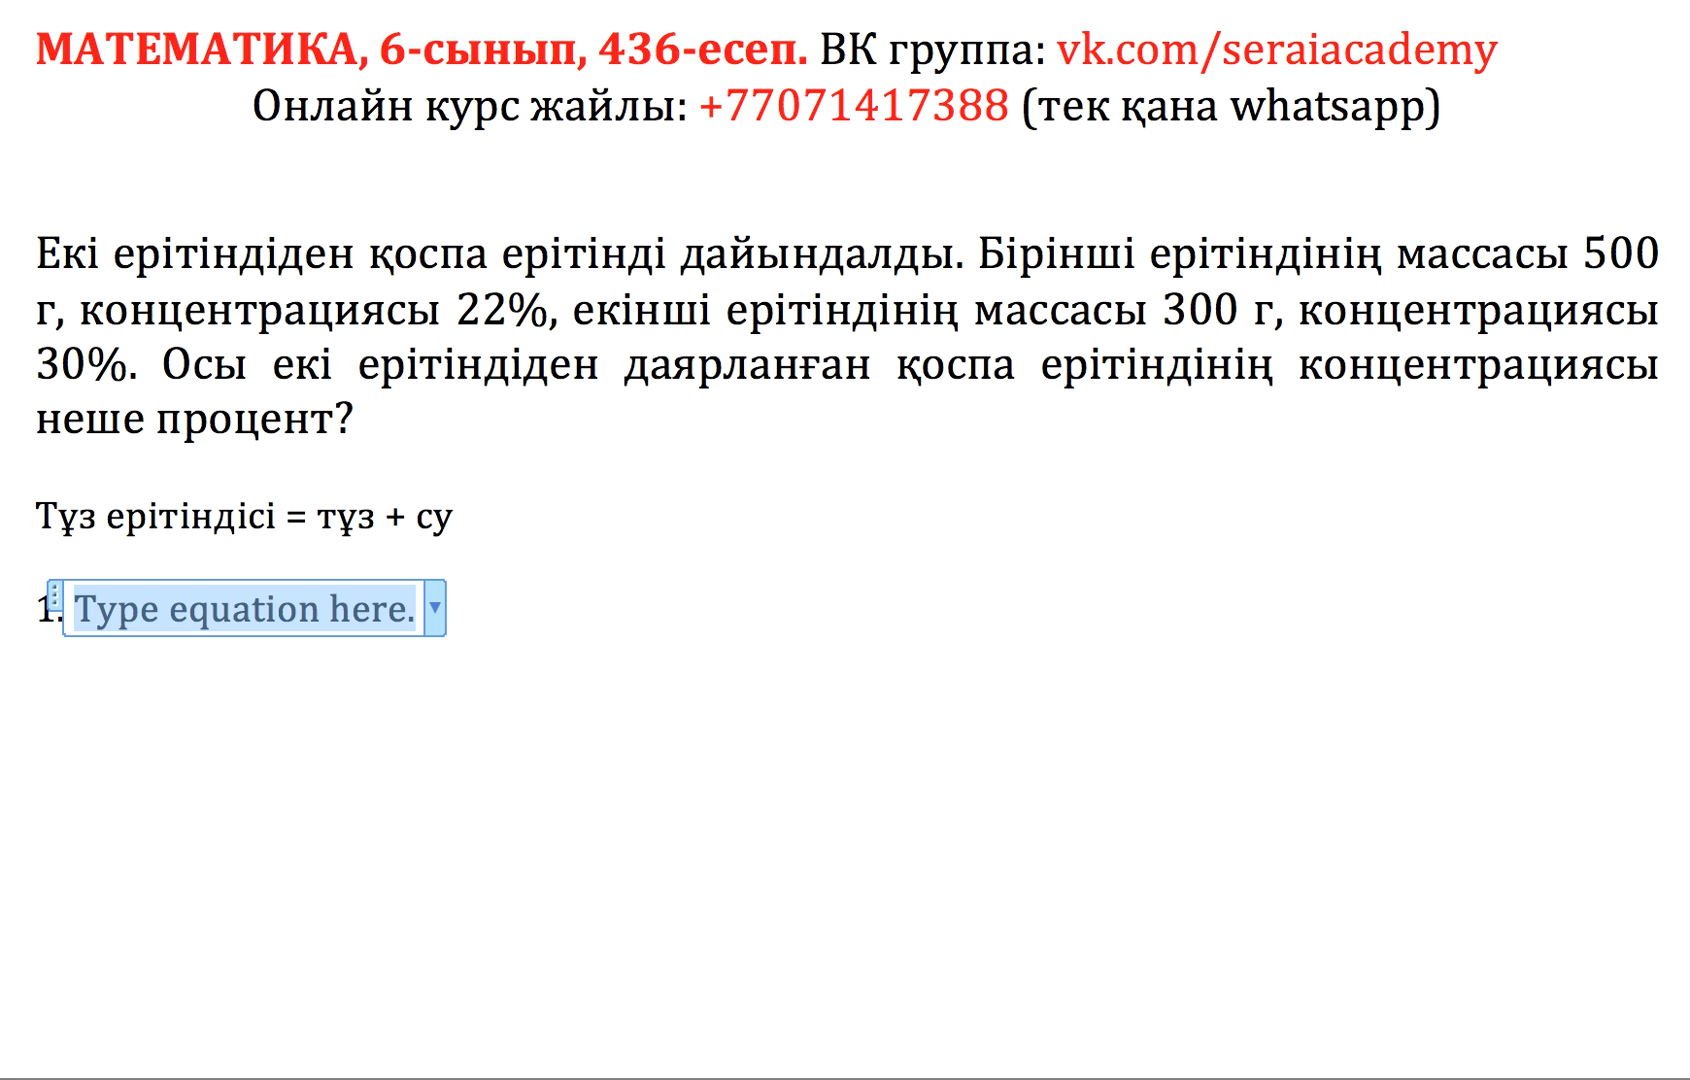 МАТЕМАТИКА, 6-сынып, 436-есеп. ВК группа: vk.com/seraiacademy
Онлайн курс жайлы: +77071417388 (тек қана whatsapp)
Екі ерітіндіден қоспа ерітінді дайындалды. Бірінші ерітіндінің массасы 500
г, концентрациясы 22%, екінші ерітіндінің массасы 300 г, концентрациясы
30%. Осы екі ерітіндіден даярланған қоспа ерітіндінің концентрациясы
неше процент?
Тұз ерітіндісі = тұз + су
1. Type equation here.